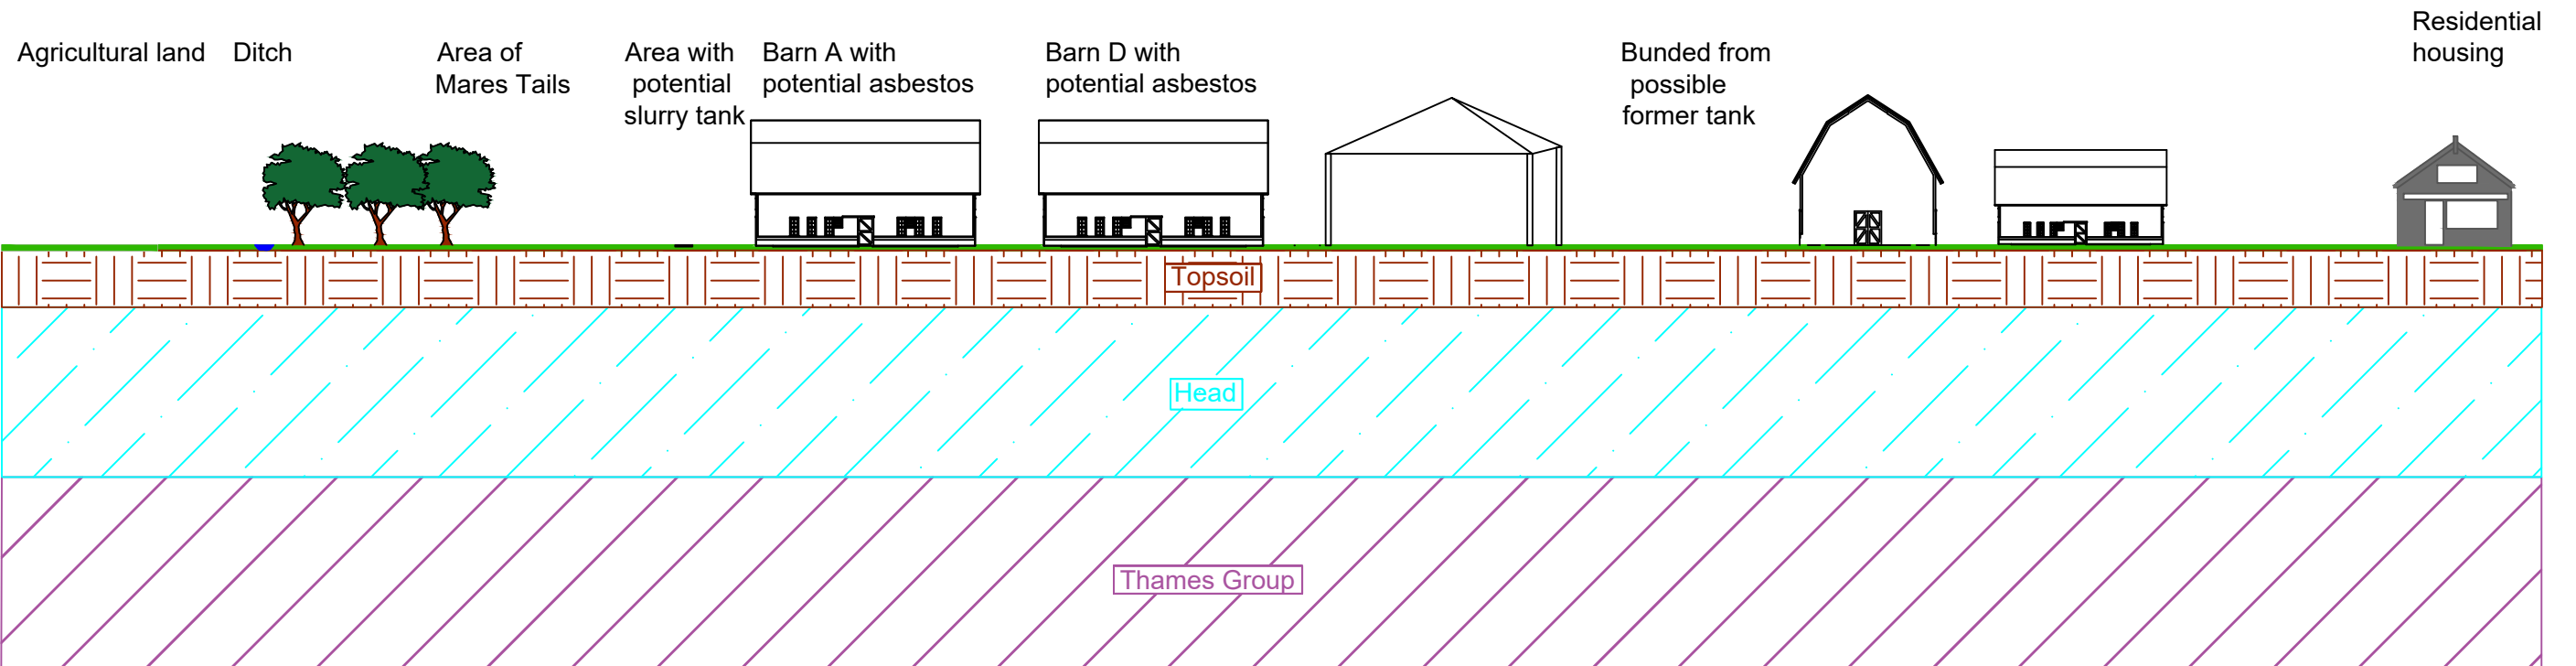 Agricultural land
Ditch
Area of
Mares Tails
Area with
potential
slurry tank
Barn A with
potential asbestos
Barn D with
potential asbestos
Bunded from
possible
former tank
Residential
housing
Topsoil
Head
Thames Group